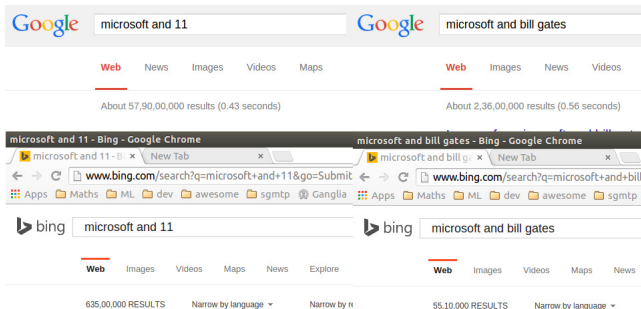 Google microsoft and 11
Web News Images Videos Maps
About 57,90,00,000 results (0.43 seconds)
Google microsoft and bill gates
Web Images News Videos
About 2,36,00,000 results (0.56 seconds)
microsoft and 11 - Bing - Google Chrome
microsoft and 11 - B × New Tab ×
www.bing.com/search?q=microsoft+and+11&go=Submit
Apps Maths ML dev awesome sgmtp Ganglia
bing microsoft and 11
Web Images Videos Maps News Explore
635,00,000 RESULTS Narrow by language Narrow by re
microsoft and bill gates - Bing - Google Chrome
microsoft and bill ga × New Tab ×
www.bing.com/search?q=microsoft+and+bill
Apps Maths ML dev awesome sgmtp
bing microsoft and bill gates
Web Images Videos Maps News
55,10,000 RESULTS Narrow by language